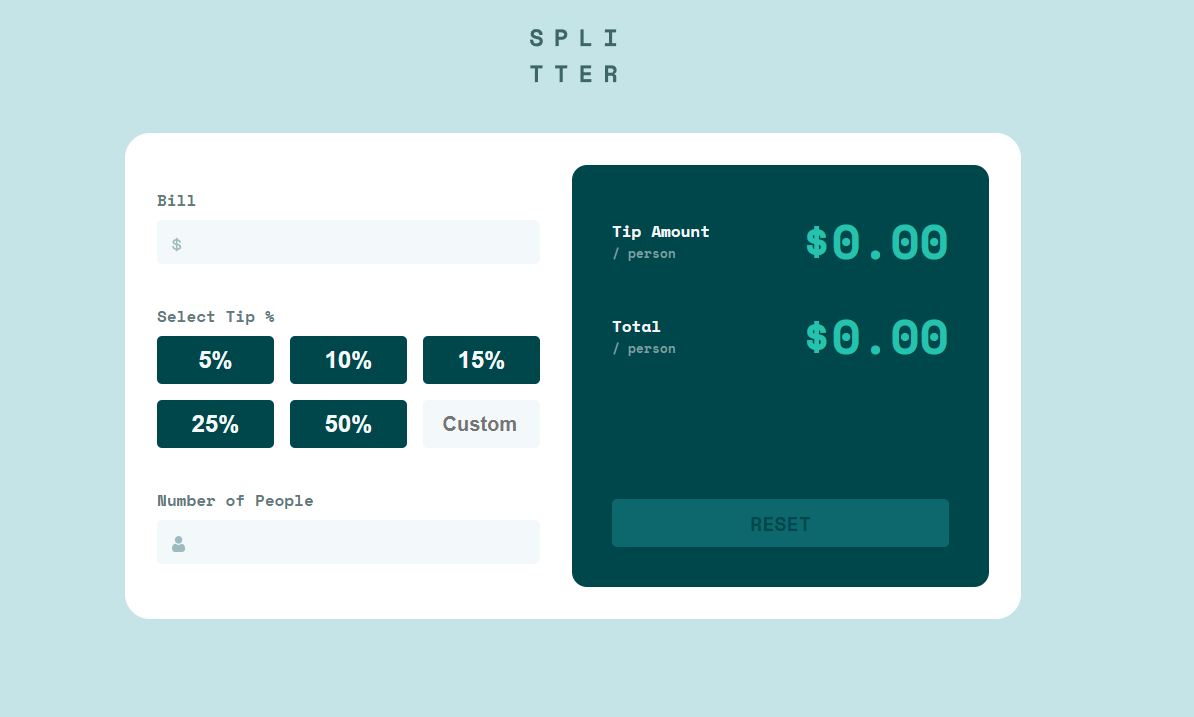 SPLI
TTER
Bill
$
Select Tip %
5% 10% 15%
25% 50% Custom
Number of People
Tip Amount
/ person
$0.00
Total
/ person
$0.00
RESET